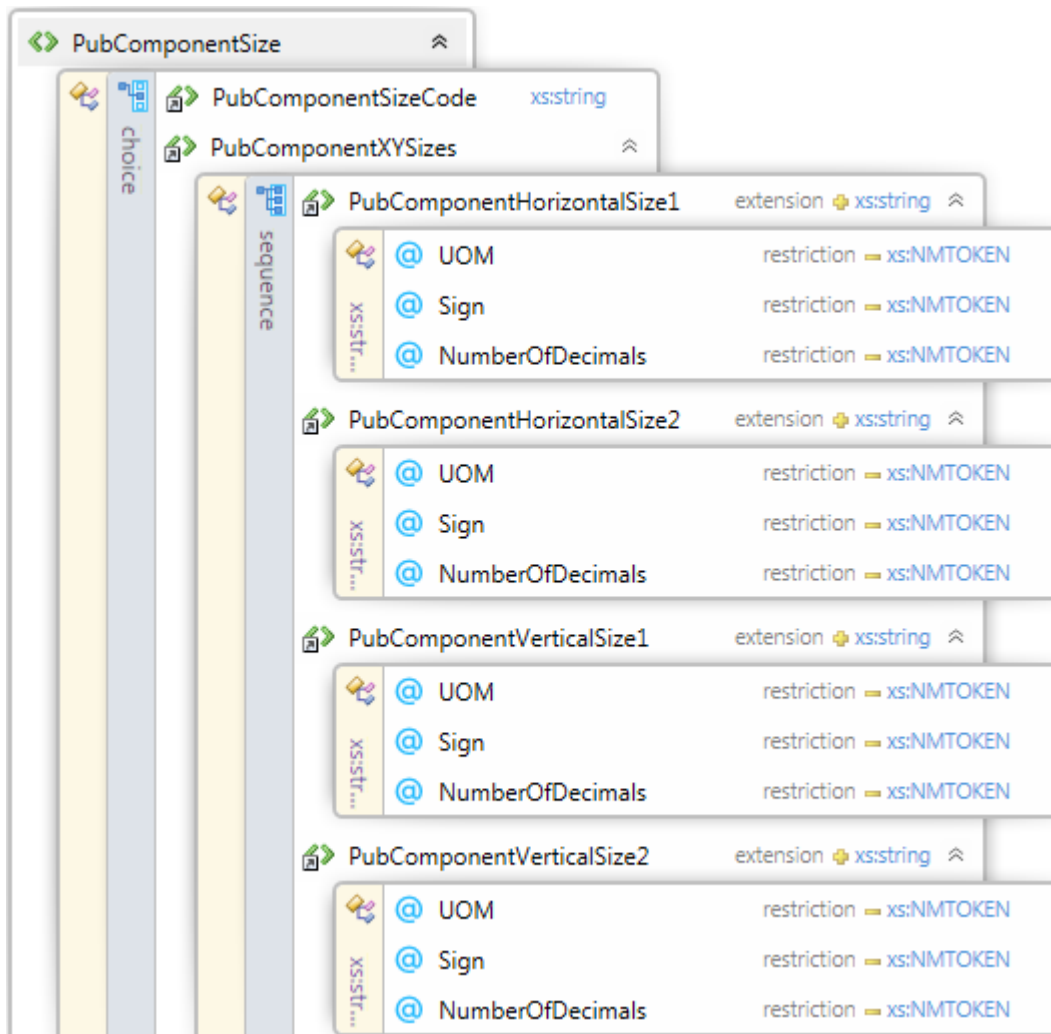 PubComponentSize
choice
PubComponentSizeCode xs:string
PubComponentXYSizes
sequence
PubComponentHorizontalSize1 extension xs:string
xs:str...
@ UOM restriction xs:NMTOKEN
@ Sign restriction xs:NMTOKEN
@ NumberOfDecimals restriction xs:NMTOKEN
PubComponentHorizontalSize2 extension xs:string
xs:str...
@ UOM restriction xs:NMTOKEN
@ Sign restriction xs:NMTOKEN
@ NumberOfDecimals restriction xs:NMTOKEN
PubComponentVerticalSize1 extension xs:string
xs:str...
@ UOM restriction xs:NMTOKEN
@ Sign restriction xs:NMTOKEN
@ NumberOfDecimals restriction xs:NMTOKEN
PubComponentVerticalSize2 extension xs:string
xs:str...
@ UOM restriction xs:NMTOKEN
@ Sign restriction xs:NMTOKEN
@ NumberOfDecimals restriction xs:NMTOKEN